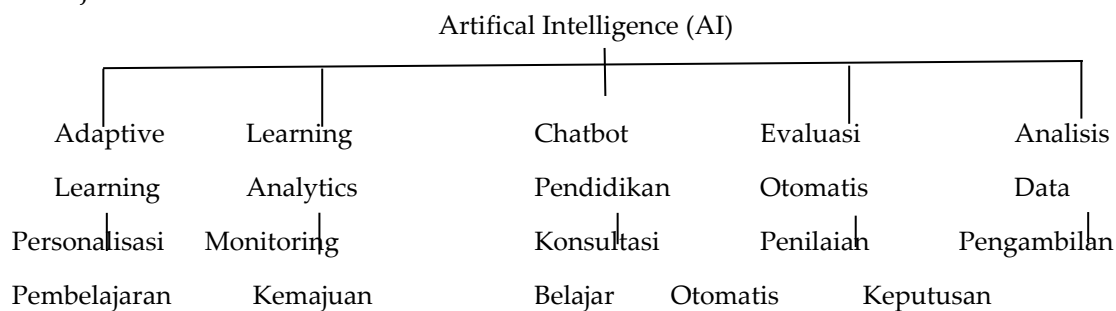 Artifical Intelligence (AI)
Adaptive Learning Chatbot Evaluasi Analisis
Learning Analytics Pendidikan Otomatis Data
Personalisasi Monitoring Konsultasi Penilaian Pengambilan
Pembelajaran Kemajuan Belajar Otomatis Keputusan